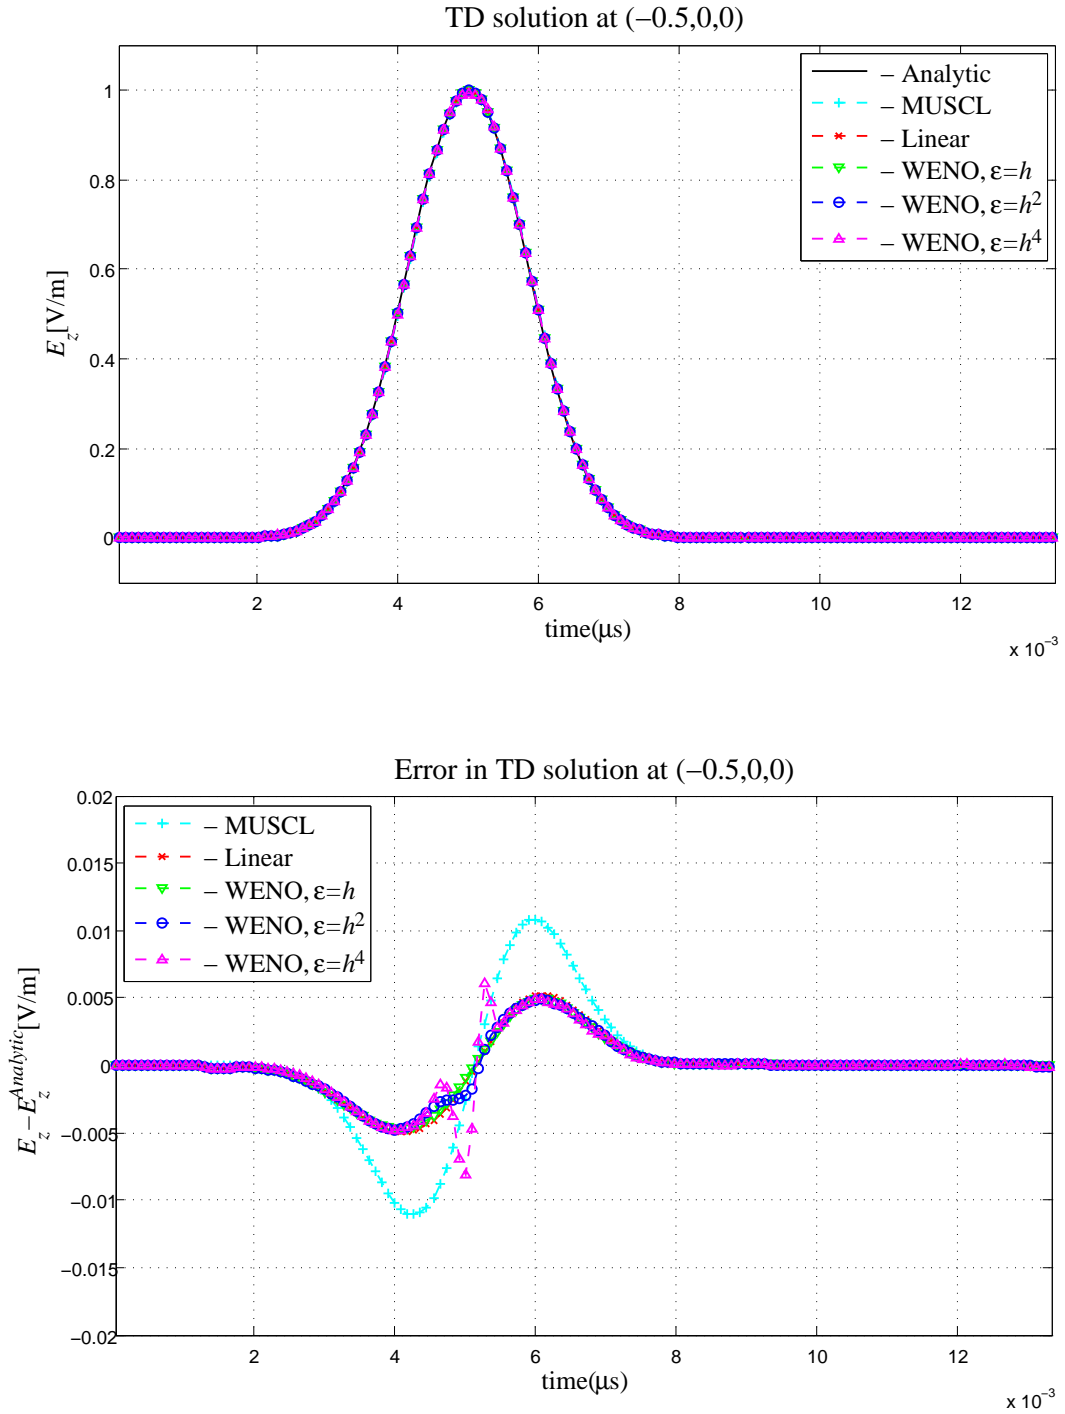 TD solution at (−0.5,0,0)
− Analytic
− MUSCL
− Linear
− WENO, ε=h
− WENO, ε=h²
− WENO, ε=h⁴
1
0.8
0.6
0.4
0.2
0
E_z[V/m]
2 4 6 8 10 12
time(μs)
x 10⁻³
Error in TD solution at (−0.5,0,0)
− MUSCL
− Linear
− WENO, ε=h
− WENO, ε=h²
− WENO, ε=h⁴
0.02
0.015
0.01
0.005
0
−0.005
−0.01
−0.015
−0.02
E_z−E_z^Analytic[V/m]
2 4 6 8 10 12
time(μs)
x 10⁻³